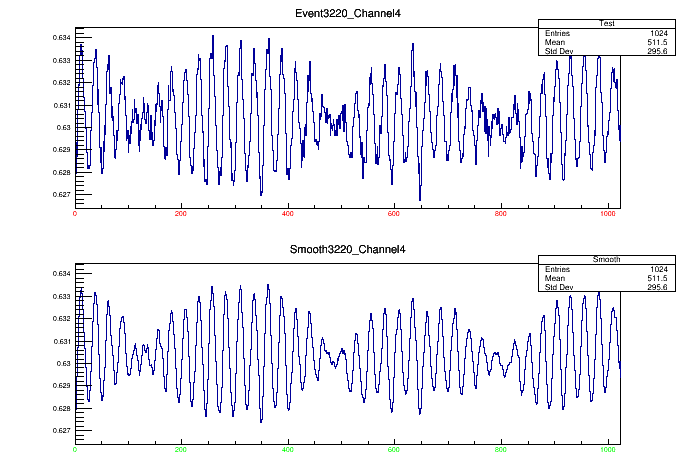 Event3220_Channel4
Test
Entries 1024
Mean 511.5
Std Dev 295.6
0.634
0.633
0.632
0.631
0.63
0.629
0.628
0.627
0 200 400 600 800 1000
Smooth3220_Channel4
Smooth
Entries 1024
Mean 511.5
Std Dev 295.6
0.634
0.633
0.632
0.631
0.63
0.629
0.628
0.627
0 200 400 600 800 1000